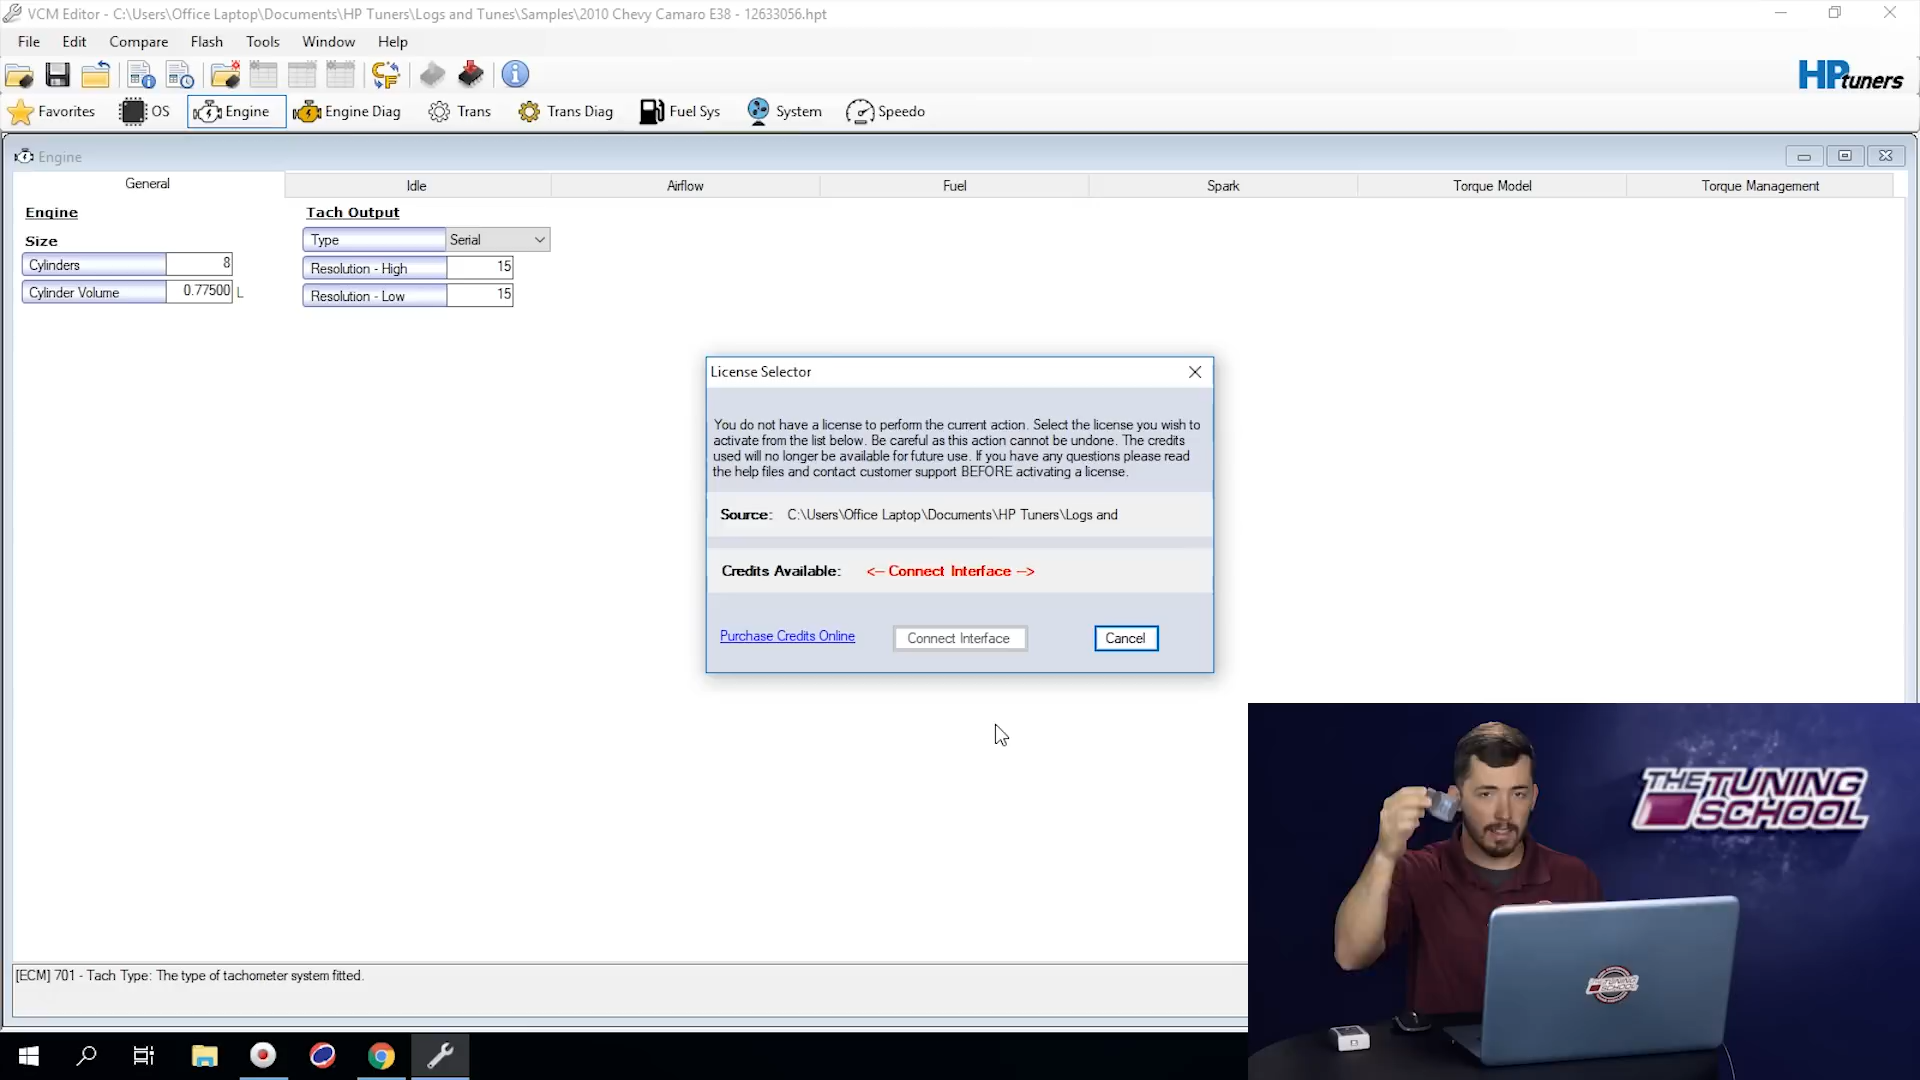 VCM Editor - C:\Users\Office Laptop\Documents\HP Tuners\Logs and Tunes\Samples\2010 Chevy Camaro E38 - 12633056.hpt
File Edit Compare Flash Tools Window Help
HPtuners
Favorites OS Engine Engine Diag Trans Trans Diag Fuel Sys System Speedo
Engine
General Idle Airflow Fuel Spark Torque Model Torque Management
Engine
Size
Cylinders 8
Cylinder Volume 0.77500 L
Tach Output
Type Serial
Resolution - High 15
Resolution - Low 15
License Selector
You do not have a license to perform the current action. Select the license you wish to
activate from the list below. Be careful as this action cannot be undone. The credits
used will no longer be available for future use. If you have any questions please read
the help files and contact customer support BEFORE activating a license.
Source: C:\Users\Office Laptop\Documents\HP Tuners\Logs and
Credits Available: <-- Connect Interface -->
Purchase Credits Online Connect Interface Cancel
THE TUNING
SCHOOL
THE TUNING
SCHOOL
[ECM] 701 - Tach Type: The type of tachometer system fitted.